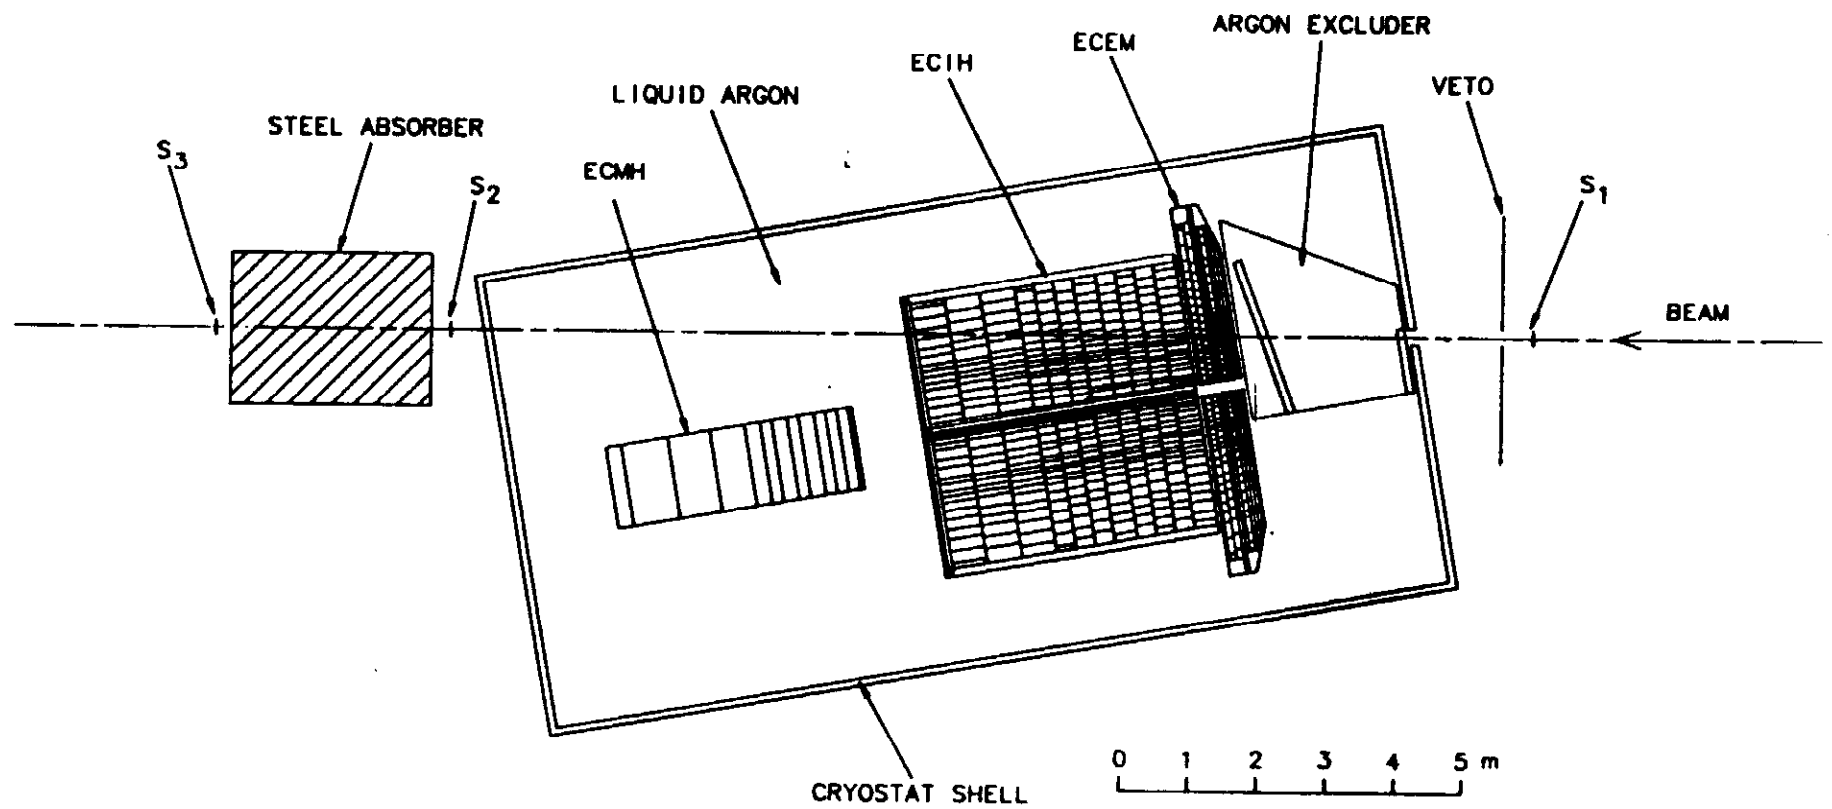 ARGON EXCLUDER
ECEM
ECIH
VETO
LIQUID ARGON
STEEL ABSORBER
S3
ECMH
S2
S1
BEAM
0 1 2 3 4 5 m
CRYOSTAT SHELL